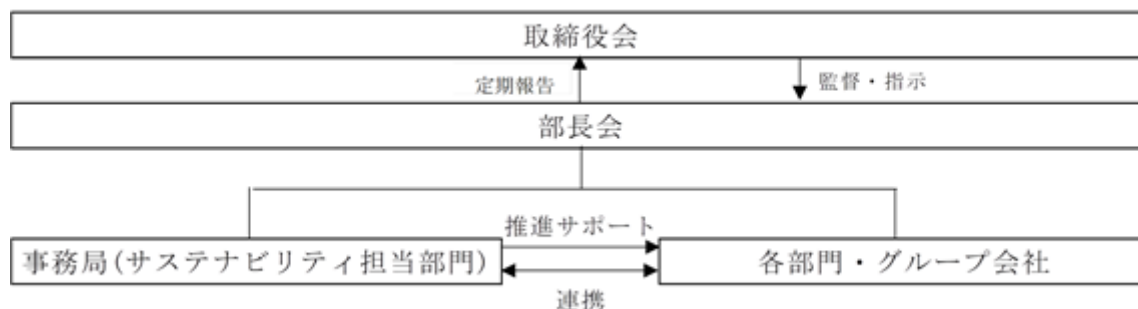 取締役会
定期報告
監督・指示
部長会
推進サポート
事務局(サステナビリティ担当部門)
各部門・グループ会社
連携